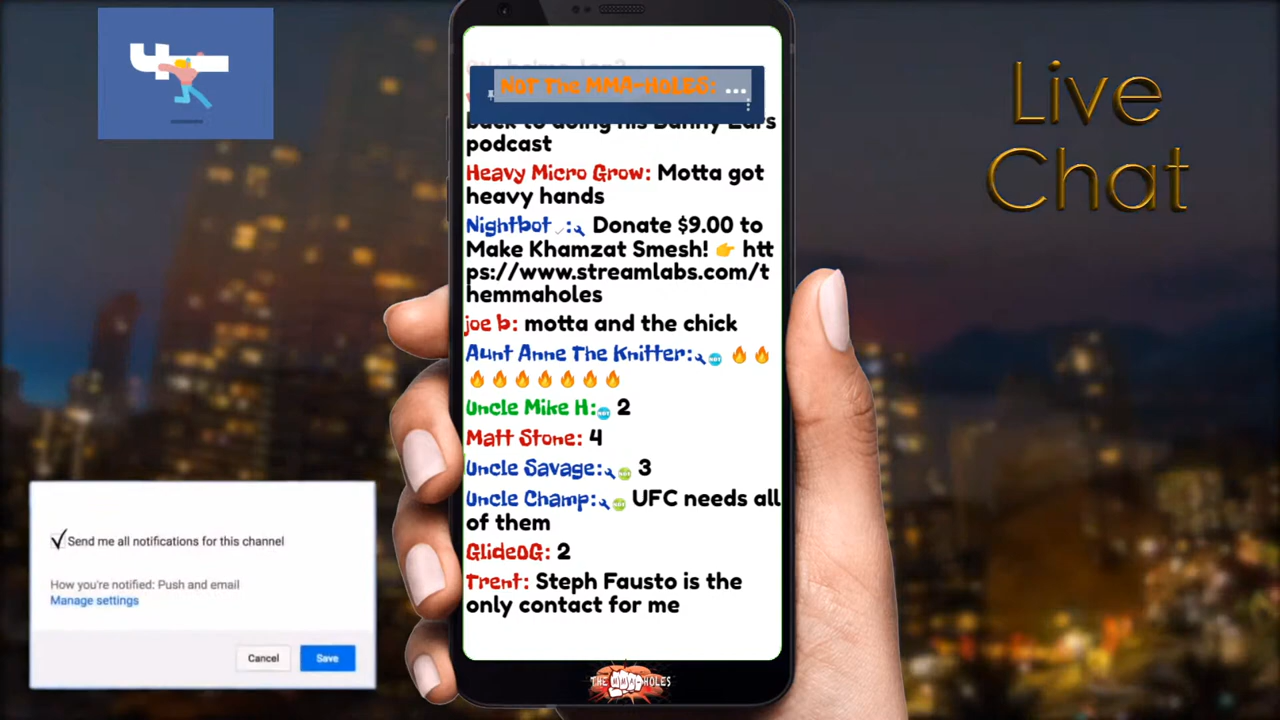 Live
Chat
NOT The MMA-HOLES: ...
back to doing his Bunny Ears
podcast
Heavy Micro Grow: Motta got
heavy hands
Nightbot : Donate $9.00 to
Make Khamzat Smesh! 👉 htt
ps://www.streamlabs.com/t
hemmaholes
joe b: motta and the chick
Aunt Anne The Knitter: NOT 🔥🔥
🔥🔥🔥🔥🔥🔥🔥
Uncle Mike H: NOT 2
Matt Stone: 4
Uncle Savage: NOT 3
Uncle Champ: NOT UFC needs all
of them
GlideOG: 2
Trent: Steph Fausto is the
only contact for me
THE MMA-HOLES
Send me all notifications for this channel
How you're notified: Push and email
Manage settings
Cancel Save